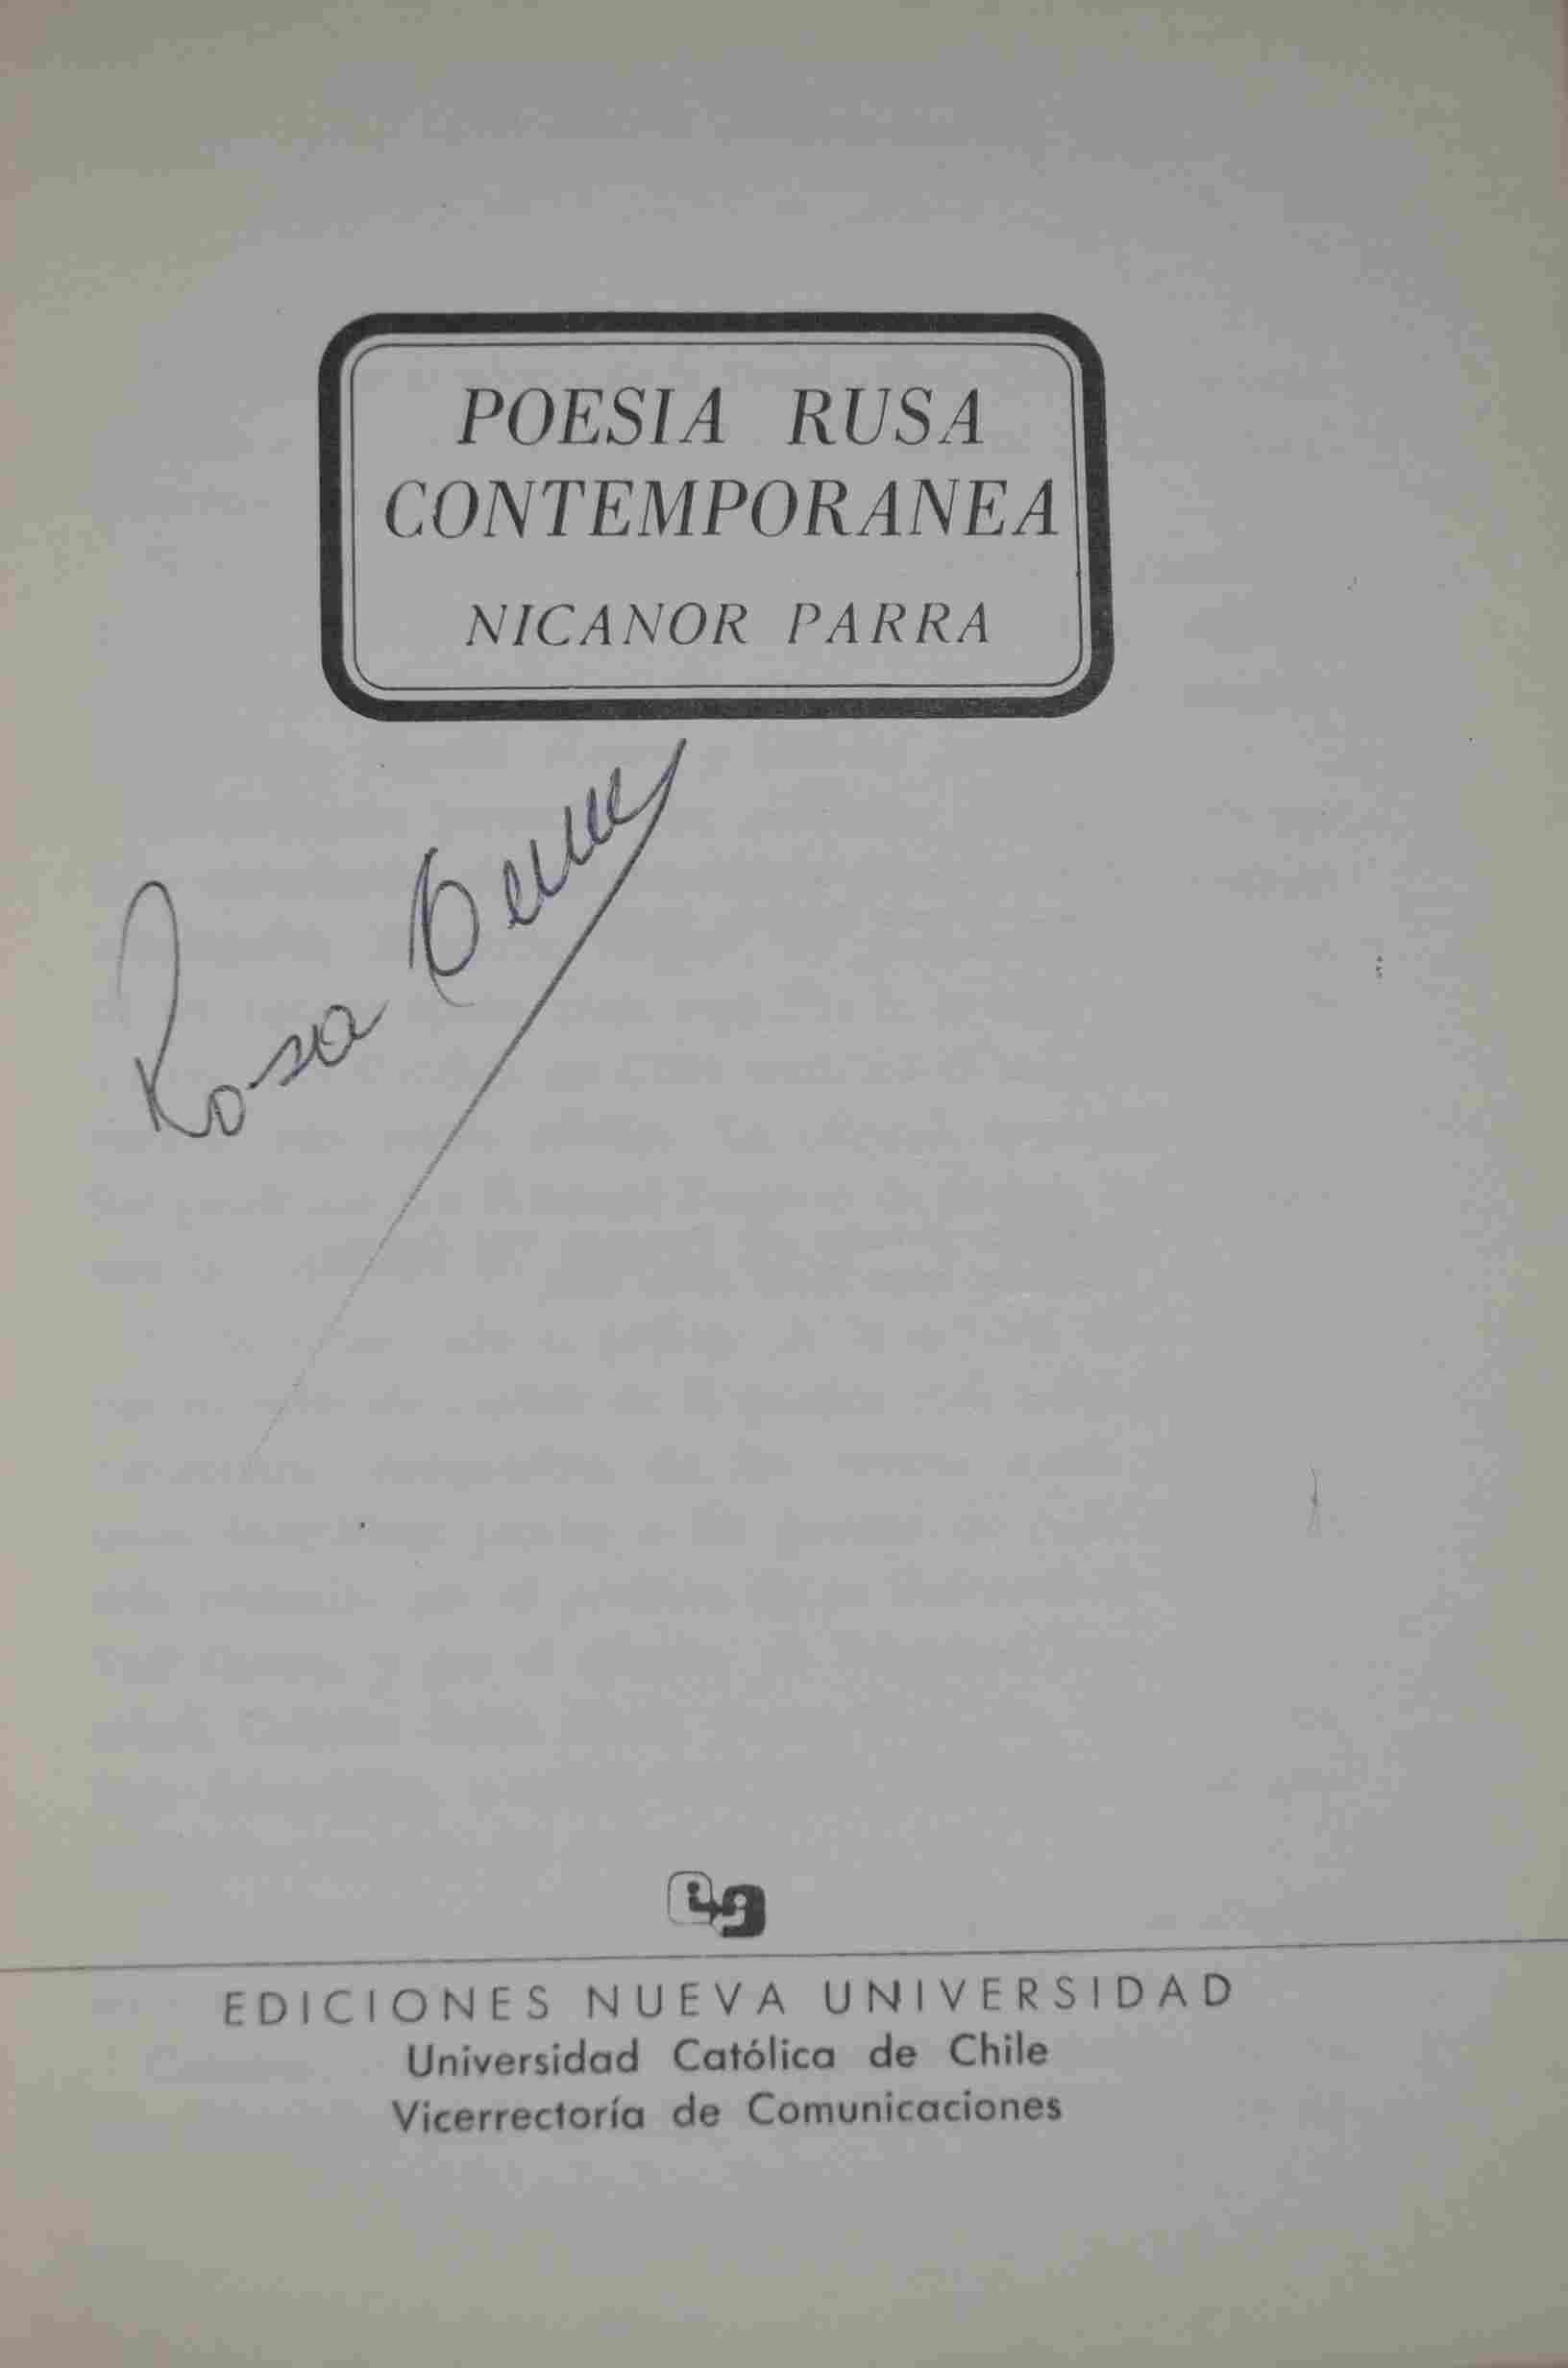 POESIA RUSA
CONTEMPORANEA
NICANOR PARRA
Rosa
EDICIONES NUEVA UNIVERSIDAD
Universidad Católica de Chile
Vicerrectoría de Comunicaciones